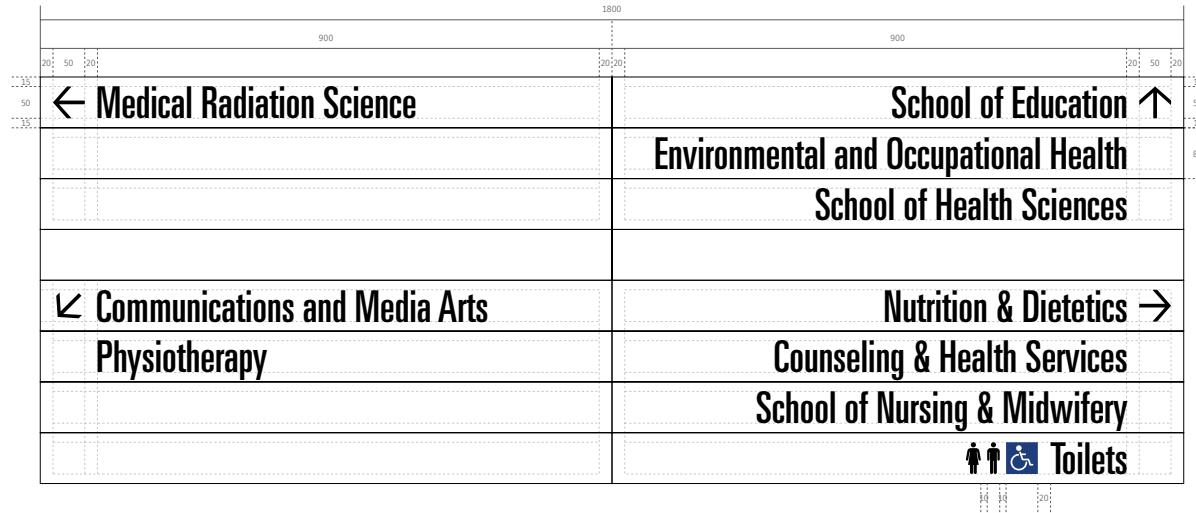 1800
900 900
20 50 20 20 20 20 50 20
15
Medical Radiation Science
50
15
School of Education
Environmental and Occupational Health
School of Health Sciences
Communications and Media Arts
Physiotherapy
Nutrition & Dietetics
Counseling & Health Services
School of Nursing & Midwifery
Toilets
10 10 20